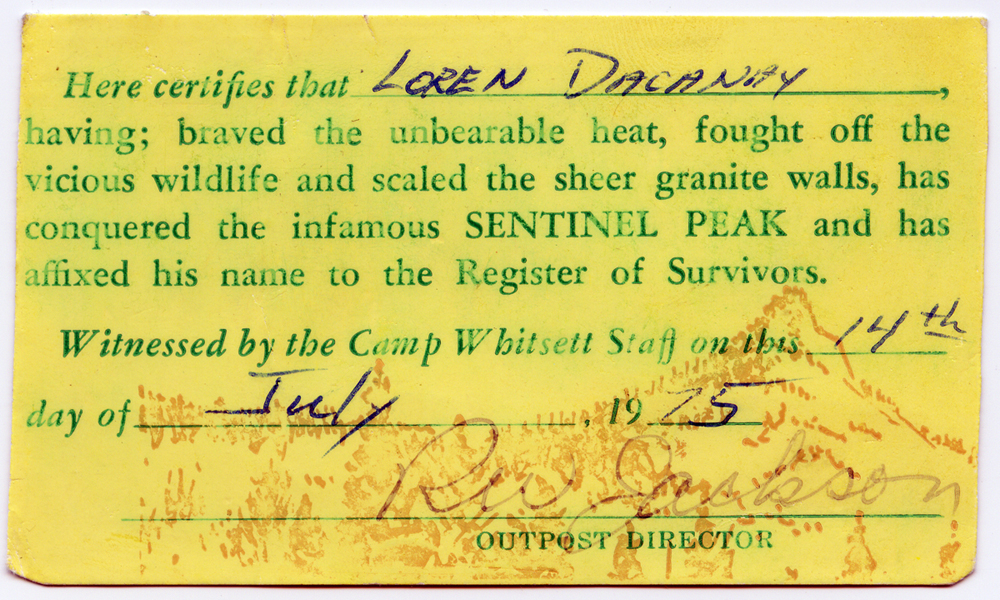 Here certifies that LOREN DACANAY,
having; braved the unbearable heat, fought off the
vicious wildlife and scaled the sheer granite walls, has
conquered the infamous SENTINEL PEAK and has
affixed his name to the Register of Survivors.
Witnessed by the Camp Whitsett Staff on this 14th
day of July, 1975
Jackson
OUTPOST DIRECTOR